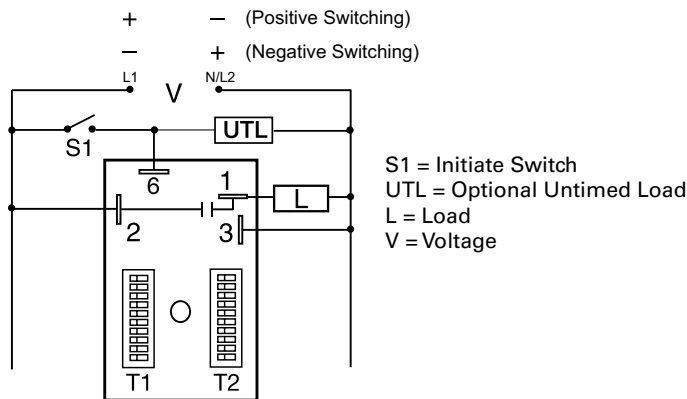 + – (Positive Switching)
– + (Negative Switching)
L1 V N/L2
S1 UTL
6
1 L
2 3
T1 T2
S1 = Initiate Switch
UTL = Optional Untimed Load
L = Load
V = Voltage